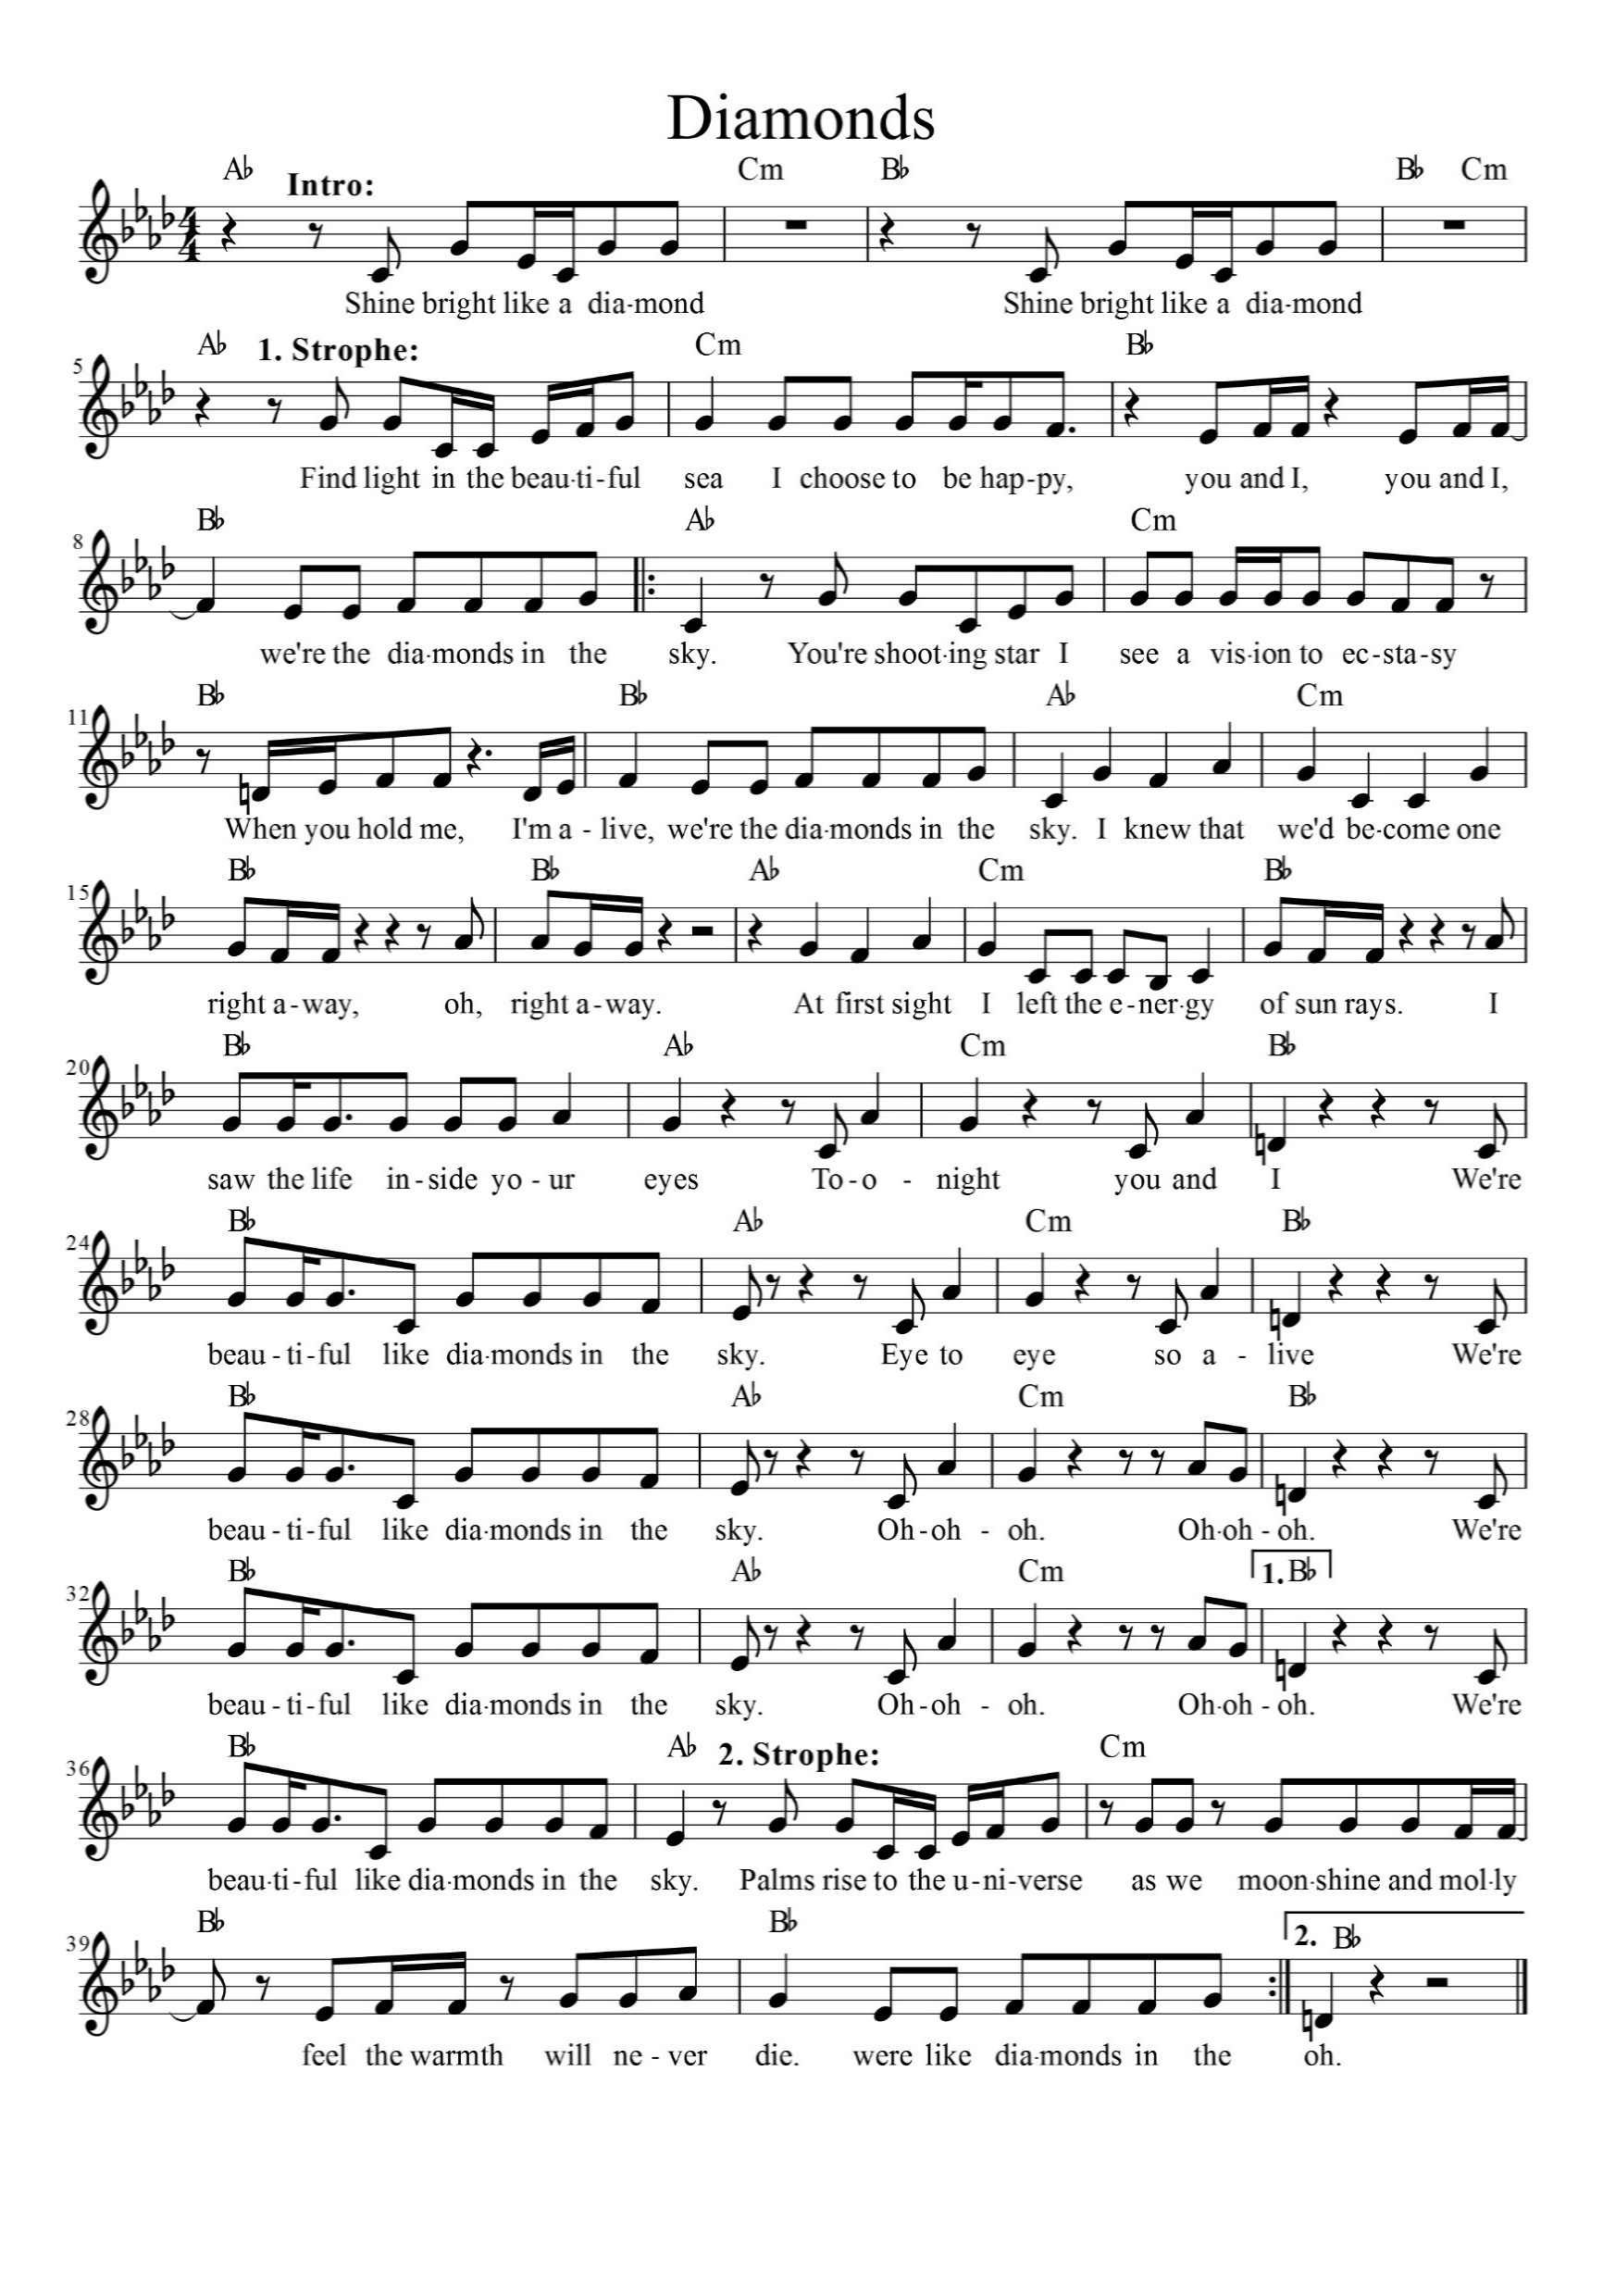 Diamonds
A♭ Intro: Cm B♭ B♭ Cm
Shine bright like a dia-mond Shine bright like a dia-mond
5 A♭ 1. Strophe: Cm B♭
Find light in the beau-ti-ful sea I choose to be hap-py, you and I, you and I,
8 B♭ A♭ Cm
we're the dia-monds in the sky. You're shoot-ing star I see a vis-ion to ec-sta-sy
11 B♭ B♭ A♭ Cm
When you hold me, I'm a - live, we're the dia-monds in the sky. I knew that we'd be-come one
15 B♭ B♭ A♭ Cm B♭
right a-way, oh, right a-way. At first sight I left the e-ner-gy of sun rays. I
20 B♭ A♭ Cm B♭
saw the life in-side yo-ur eyes To-o - night you and I We're
24 B♭ A♭ Cm B♭
beau-ti-ful like dia-monds in the sky. Eye to eye so a - live We're
28 B♭ A♭ Cm B♭
beau-ti-ful like dia-monds in the sky. Oh-oh - oh. Oh-oh - oh. We're
32 B♭ A♭ Cm 1. B♭
beau-ti-ful like dia-monds in the sky. Oh-oh - oh. Oh-oh - oh. We're
36 B♭ A♭ 2. Strophe: Cm
beau-ti-ful like dia-monds in the sky. Palms rise to the u-ni-verse as we moon-shine and mol-ly
39 B♭ B♭ 2. B♭
feel the warmth will ne-ver die. were like dia-monds in the oh.